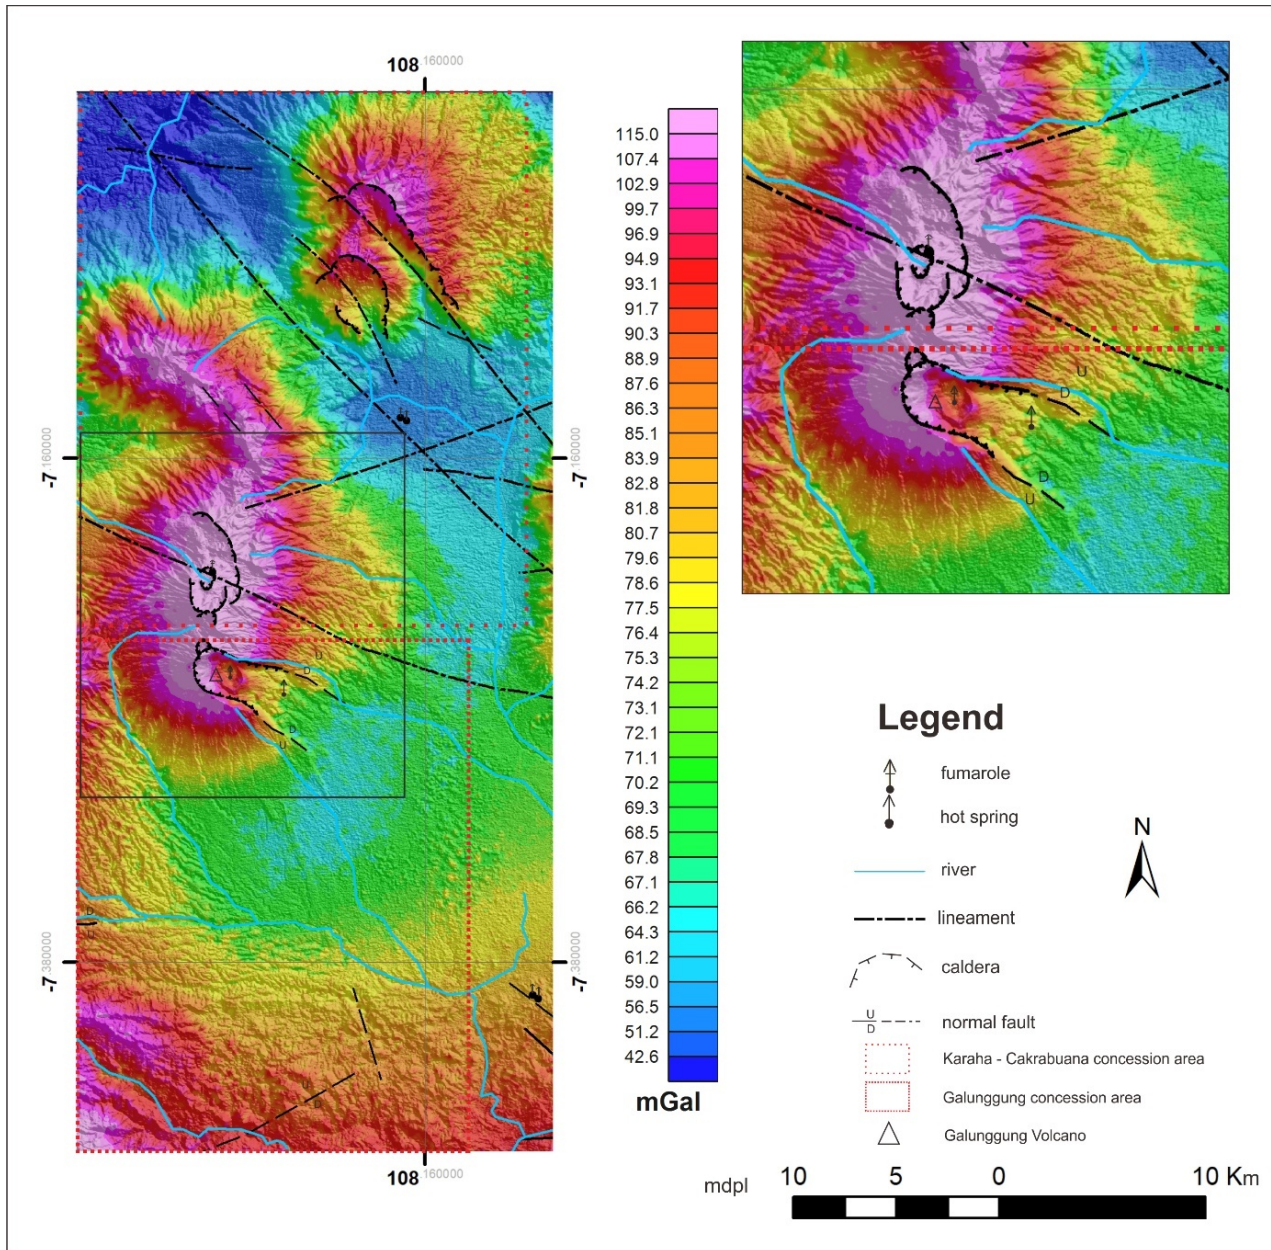 108.160000
-7.160000
-7.160000
-7.380000
-7.380000
108.160000
U
D
D
U
D
U
U
D
115.0
107.4
102.9
99.7
96.9
94.9
93.1
91.7
90.3
88.9
87.6
86.3
85.1
83.9
82.8
81.8
80.7
79.6
78.6
77.5
76.4
75.3
74.2
73.1
72.1
71.1
70.2
69.3
68.5
67.8
67.1
66.2
64.3
61.2
59.0
56.5
51.2
42.6
mGal
U
D
D
U
Legend
fumarole
hot spring
river
lineament
caldera
U
D
normal fault
Karaha - Cakrabuana concession area
Galunggung concession area
Galunggung Volcano
N
mdpl
10 5 0 10 Km